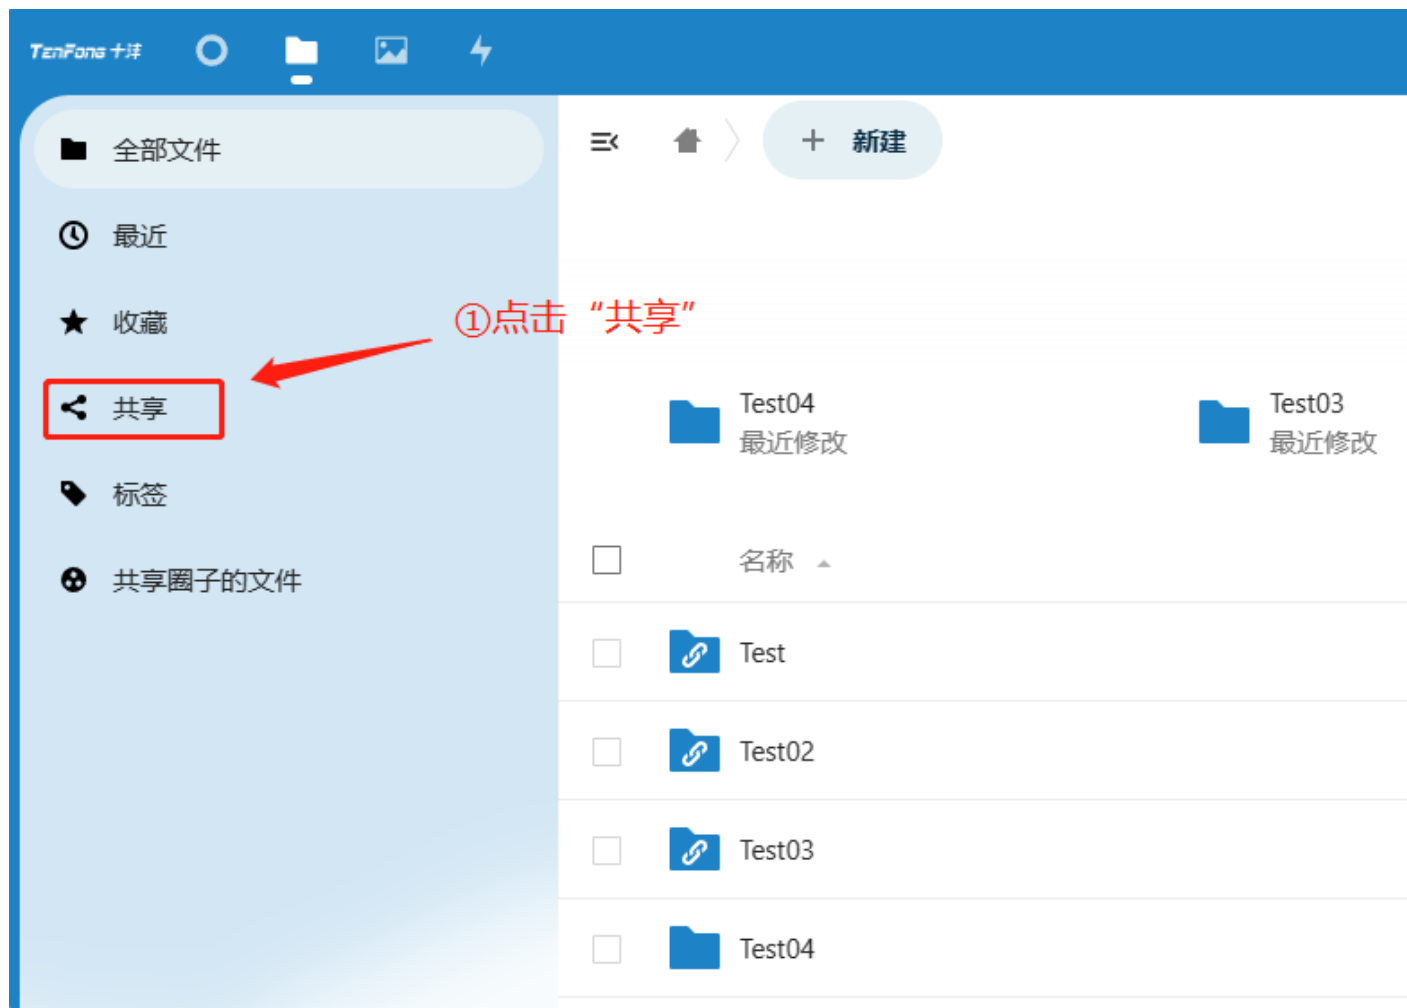 TenFong 十沣
全部文件
新建
最近
收藏
①点击“共享”
共享
Test04
最近修改
Test03
最近修改
标签
名称
共享圈子的文件
Test
Test02
Test03
Test04